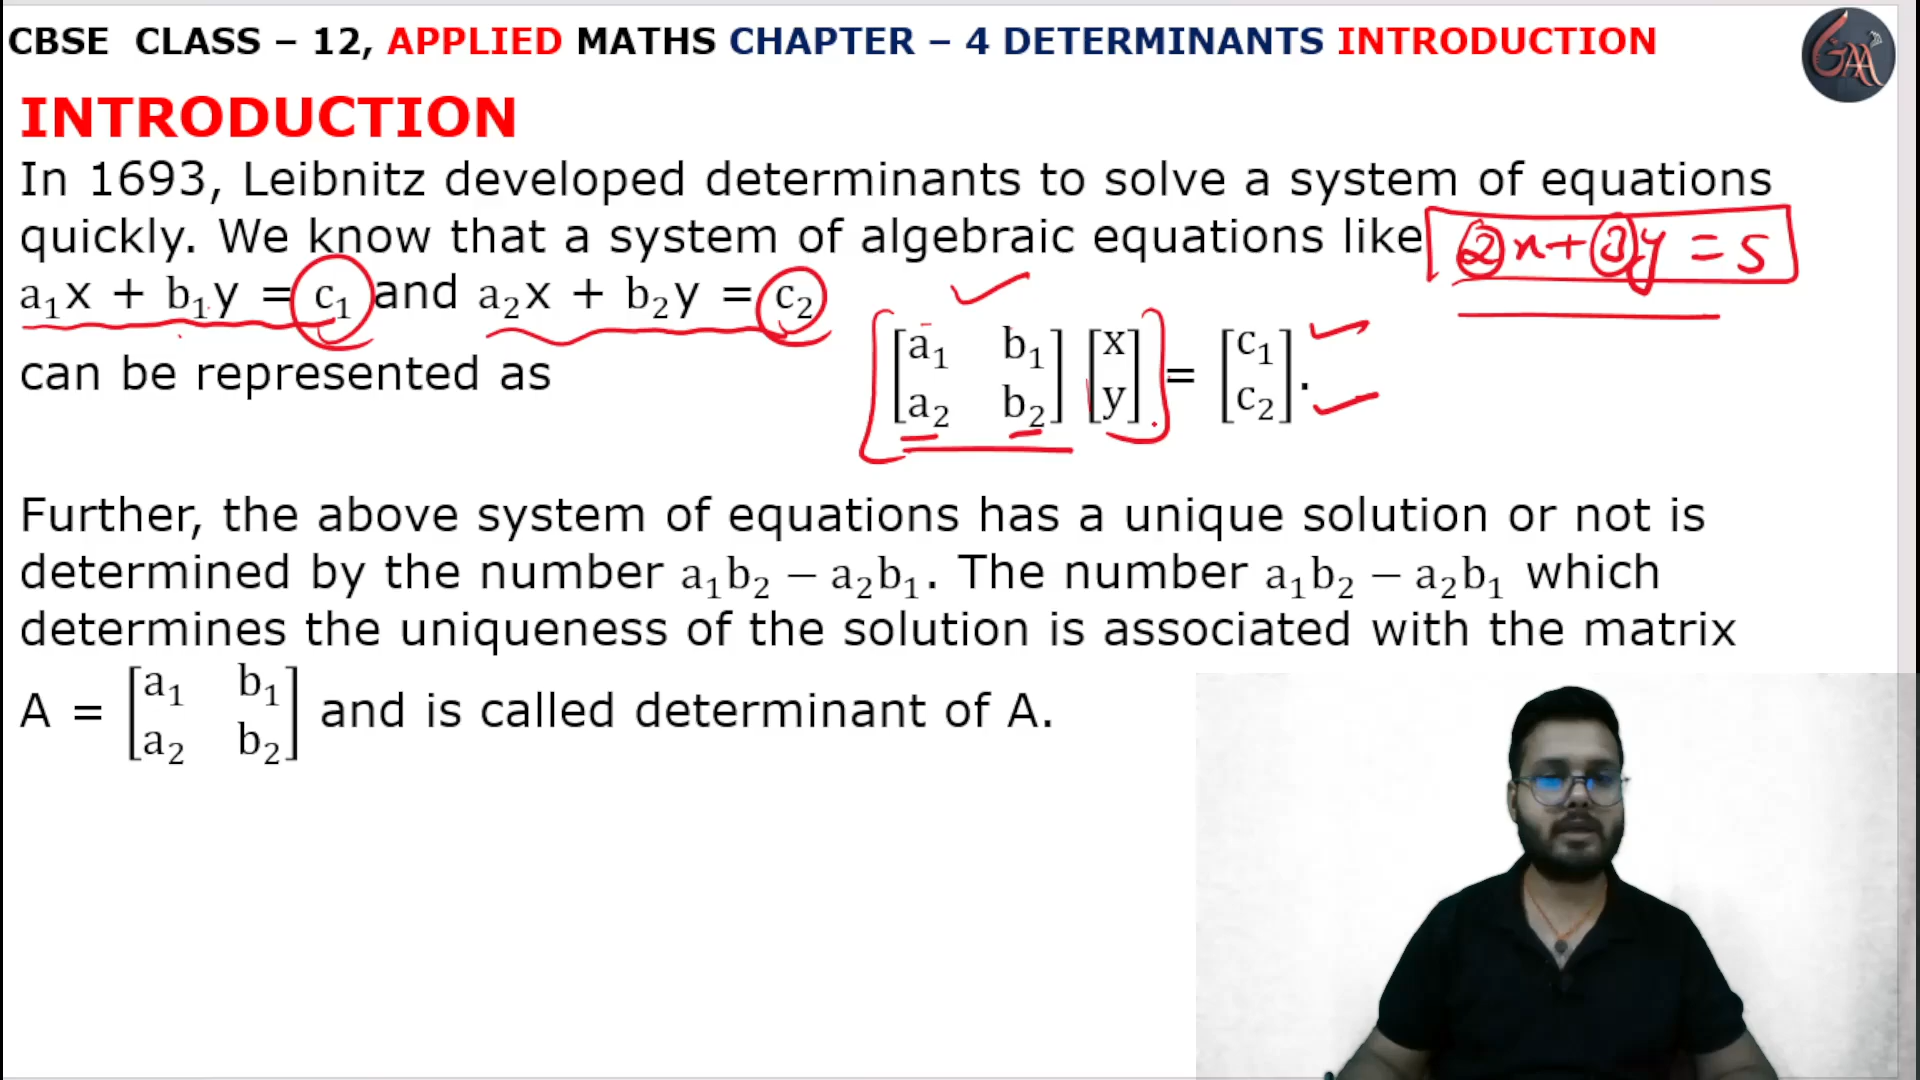 CBSE CLASS – 12, APPLIED MATHS CHAPTER – 4 DETERMINANTS INTRODUCTION
GAA
INTRODUCTION
In 1693, Leibnitz developed determinants to solve a system of equations
quickly. We know that a system of algebraic equations like
2x+3y = 5
a₁x + b₁y = c₁ and a₂x + b₂y = c₂
can be represented as [a₁ b₁; a₂ b₂] [x; y] = [c₁; c₂].
Further, the above system of equations has a unique solution or not is
determined by the number a₁b₂ − a₂b₁. The number a₁b₂ − a₂b₁ which
determines the uniqueness of the solution is associated with the matrix
A = [a₁ b₁; a₂ b₂] and is called determinant of A.